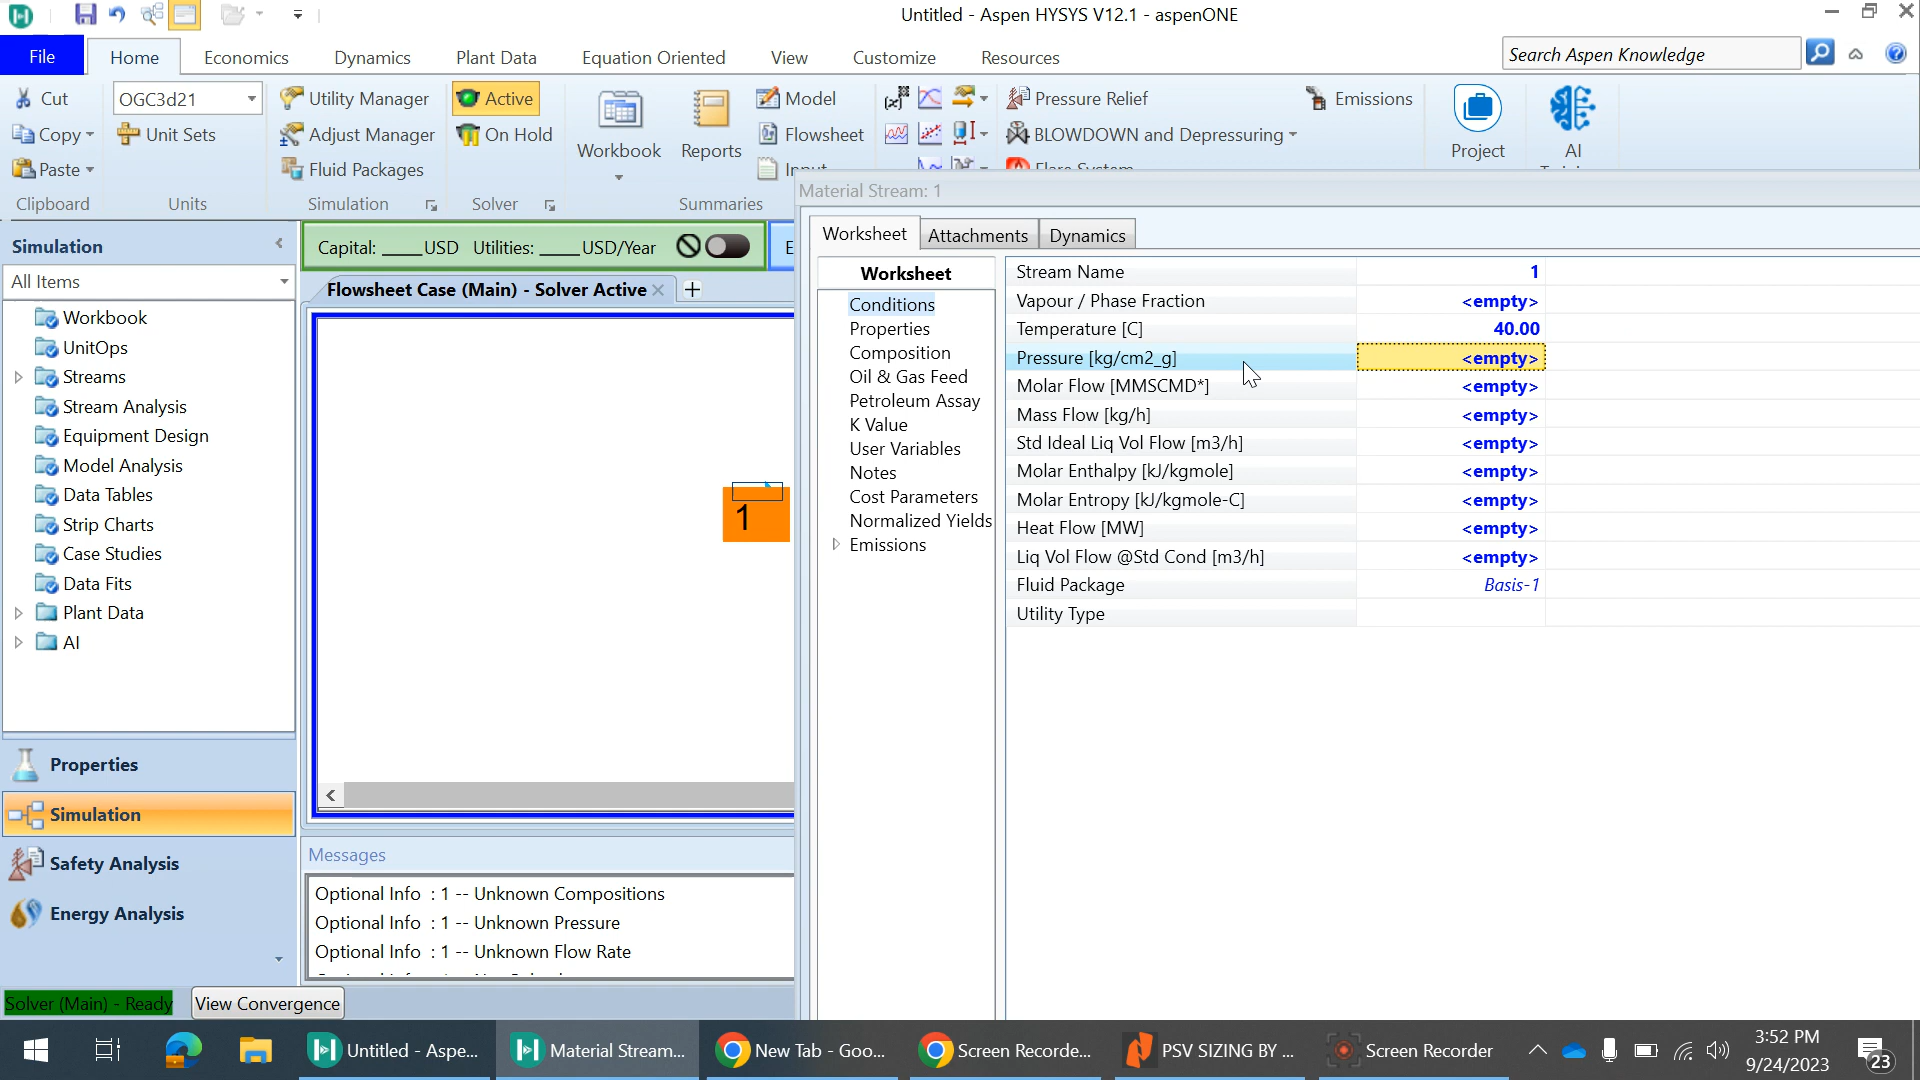 Untitled - Aspen HYSYS V12.1 - aspenONE
File Home Economics Dynamics Plant Data Equation Oriented View Customize Resources Search Aspen Knowledge
Cut OGC3d21 Utility Manager Active Model Pressure Relief Emissions
Copy Unit Sets Adjust Manager On Hold Workbook Reports Flowsheet BLOWDOWN and Depressuring Project AI
Paste Fluid Packages Input Flare System
Clipboard Units Simulation Solver Summaries
Material Stream: 1
Worksheet Attachments Dynamics
Simulation
Capital: ____USD Utilities: ____USD/Year E
All Items
Flowsheet Case (Main) - Solver Active
Workbook
UnitOps
Streams
Stream Analysis
Equipment Design
Model Analysis
Data Tables
Strip Charts
Case Studies
Data Fits
Plant Data
AI
1
Worksheet
Conditions
Properties
Composition
Oil & Gas Feed
Petroleum Assay
K Value
User Variables
Notes
Cost Parameters
Normalized Yields
Emissions
Stream Name 1
Vapour / Phase Fraction <empty>
Temperature [C] 40.00
Pressure [kg/cm2_g] <empty>
Molar Flow [MMSCMD*] <empty>
Mass Flow [kg/h] <empty>
Std Ideal Liq Vol Flow [m3/h] <empty>
Molar Enthalpy [kJ/kgmole] <empty>
Molar Entropy [kJ/kgmole-C] <empty>
Heat Flow [MW] <empty>
Liq Vol Flow @Std Cond [m3/h] <empty>
Fluid Package Basis-1
Utility Type
Properties
Simulation
Safety Analysis
Energy Analysis
Messages
Optional Info : 1 -- Unknown Compositions
Optional Info : 1 -- Unknown Pressure
Optional Info : 1 -- Unknown Flow Rate
Solver (Main) - Ready View Convergence
Untitled - Aspe... Material Stream... New Tab - Goo... Screen Recorde... PSV SIZING BY ... Screen Recorder
3:52 PM
9/24/2023
23